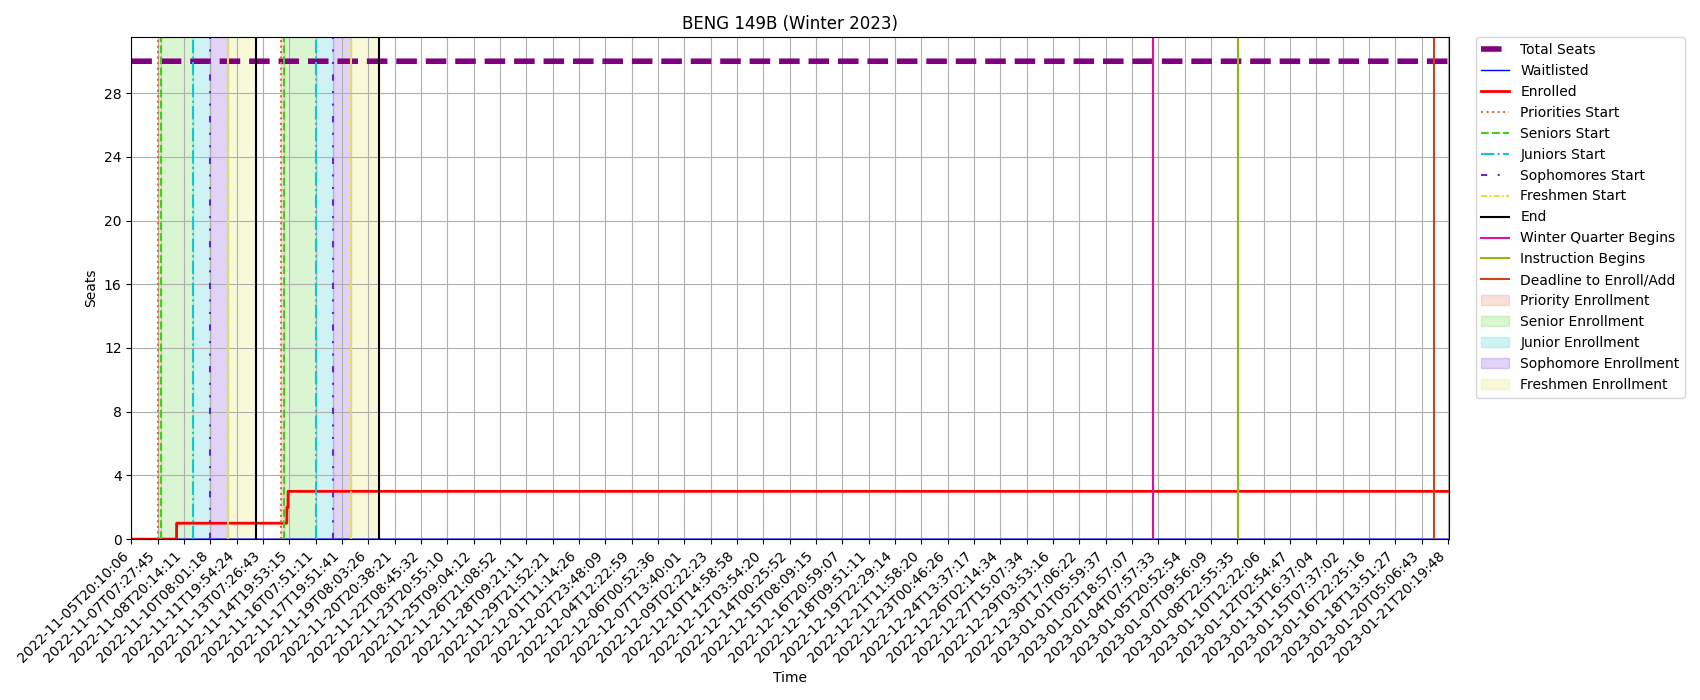 BENG 149B (Winter 2023)
Seats
28
24
20
16
12
8
4
0
2022-11-05T20:10:06
2022-11-07T07:27:45
2022-11-08T20:14:11
2022-11-10T08:01:18
2022-11-11T19:54:24
2022-11-13T07:26:43
2022-11-14T19:53:15
2022-11-16T07:51:11
2022-11-17T19:51:41
2022-11-19T08:03:26
2022-11-20T20:38:21
2022-11-22T08:45:32
2022-11-23T20:55:10
2022-11-25T09:04:12
2022-11-26T21:08:52
2022-11-28T09:21:11
2022-11-29T21:52:21
2022-12-01T11:14:26
2022-12-02T23:48:09
2022-12-04T12:22:59
2022-12-06T00:52:36
2022-12-07T13:40:01
2022-12-09T02:22:23
2022-12-10T14:58:58
2022-12-12T03:54:20
2022-12-14T00:25:52
2022-12-15T08:09:15
2022-12-16T20:59:07
2022-12-18T09:51:11
2022-12-19T22:29:14
2022-12-21T11:58:20
2022-12-23T00:46:26
2022-12-24T13:37:17
2022-12-26T02:14:34
2022-12-27T15:07:34
2022-12-29T03:53:16
2022-12-30T17:06:22
2023-01-01T05:59:37
2023-01-02T18:57:07
2023-01-04T07:57:33
2023-01-05T20:52:54
2023-01-07T09:56:09
2023-01-08T22:55:35
2023-01-10T12:22:06
2023-01-12T02:54:47
2023-01-13T16:37:04
2023-01-15T07:37:02
2023-01-16T22:25:16
2023-01-18T13:51:27
2023-01-20T05:06:43
2023-01-21T20:19:48
Time
Total Seats
Waitlisted
Enrolled
Priorities Start
Seniors Start
Juniors Start
Sophomores Start
Freshmen Start
End
Winter Quarter Begins
Instruction Begins
Deadline to Enroll/Add
Priority Enrollment
Senior Enrollment
Junior Enrollment
Sophomore Enrollment
Freshmen Enrollment